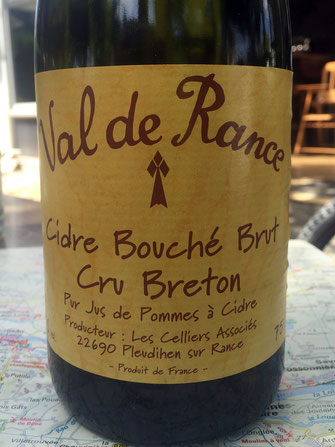 Val de Rance
Cidre Bouché Brut
Cru Breton
Pur Jus de Pommes à Cidre
Producteur : Les Celliers Associés
22690 Pleudihen sur Rance
- Produit de France -